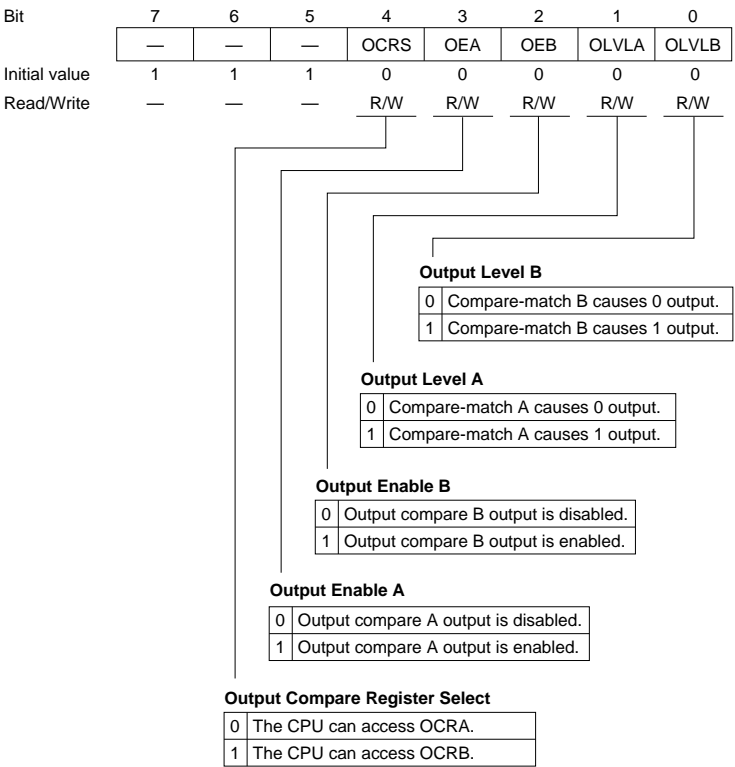 Bit 7 6 5 4 3 2 1 0
— — — OCRS OEA OEB OLVLA OLVLB
Initial value 1 1 1 0 0 0 0 0
Read/Write — — — R/W R/W R/W R/W R/W
Output Level B
0 Compare-match B causes 0 output.
1 Compare-match B causes 1 output.
Output Level A
0 Compare-match A causes 0 output.
1 Compare-match A causes 1 output.
Output Enable B
0 Output compare B output is disabled.
1 Output compare B output is enabled.
Output Enable A
0 Output compare A output is disabled.
1 Output compare A output is enabled.
Output Compare Register Select
0 The CPU can access OCRA.
1 The CPU can access OCRB.